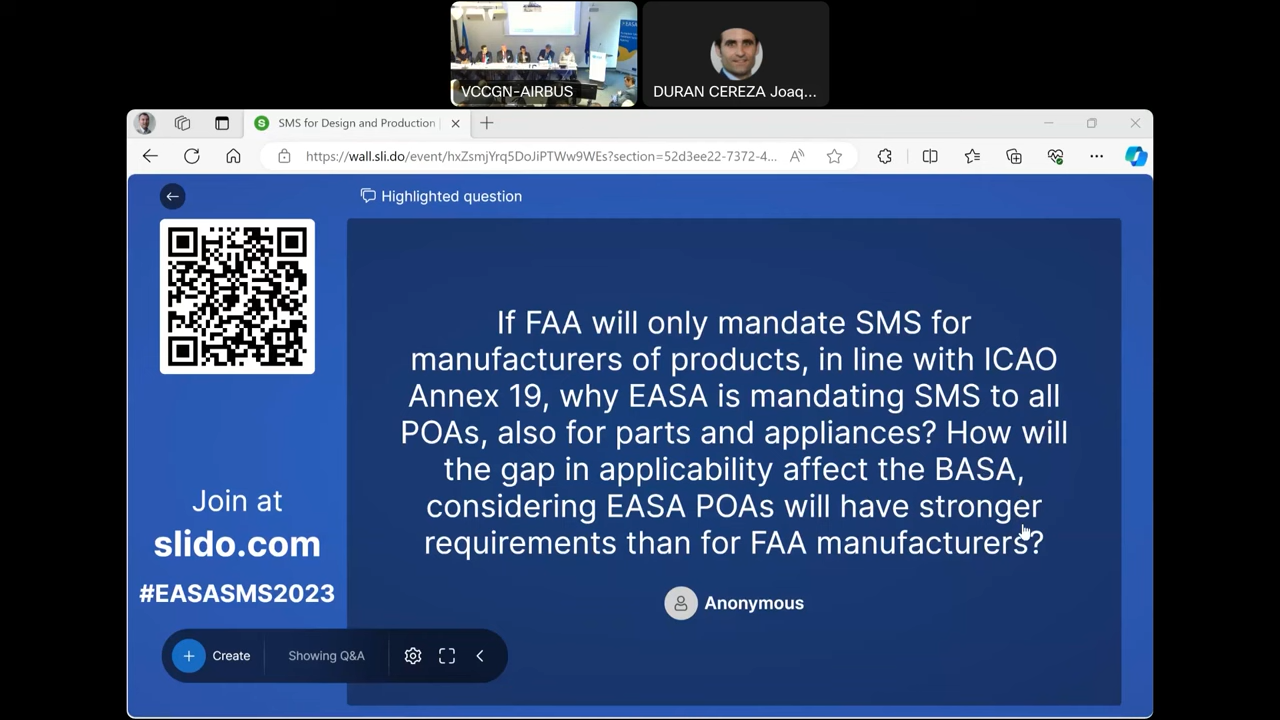 VCCGN-AIRBUS
DURAN CEREZA Joaq...
SMS for Design and Production
https://wall.sli.do/event/hxZsmjYrq5DoJiPTWw9WEs?section=52d3ee22-7372-4...
Highlighted question
If FAA will only mandate SMS for
manufacturers of products, in line with ICAO
Annex 19, why EASA is mandating SMS to all
POAs, also for parts and appliances? How will
the gap in applicability affect the BASA,
considering EASA POAs will have stronger
requirements than for FAA manufacturers?
Anonymous
Join at
slido.com
#EASASMS2023
Create
Showing Q&A